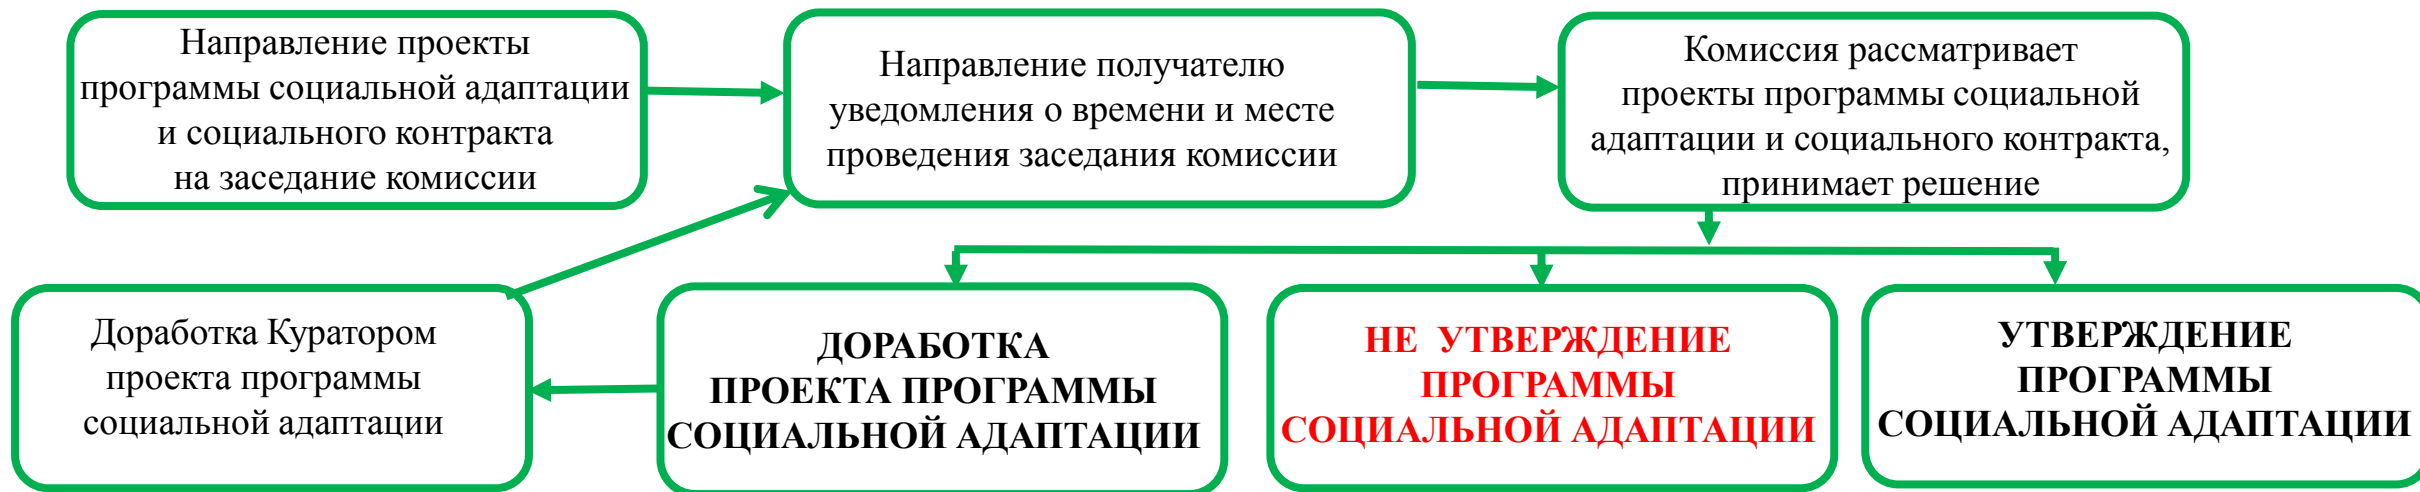 Направление проекты
программы социальной адаптации
и социального контракта
на заседание комиссии
Направление получателю
уведомления о времени и месте
проведения заседания комиссии
Комиссия рассматривает
проекты программы социальной
адаптации и социального контракта,
принимает решение
Доработка Куратором
проекта программы
социальной адаптации
ДОРАБОТКА
ПРОЕКТА ПРОГРАММЫ
СОЦИАЛЬНОЙ АДАПТАЦИИ
НЕ УТВЕРЖДЕНИЕ
ПРОГРАММЫ
СОЦИАЛЬНОЙ АДАПТАЦИИ
УТВЕРЖДЕНИЕ
ПРОГРАММЫ
СОЦИАЛЬНОЙ АДАПТАЦИИ